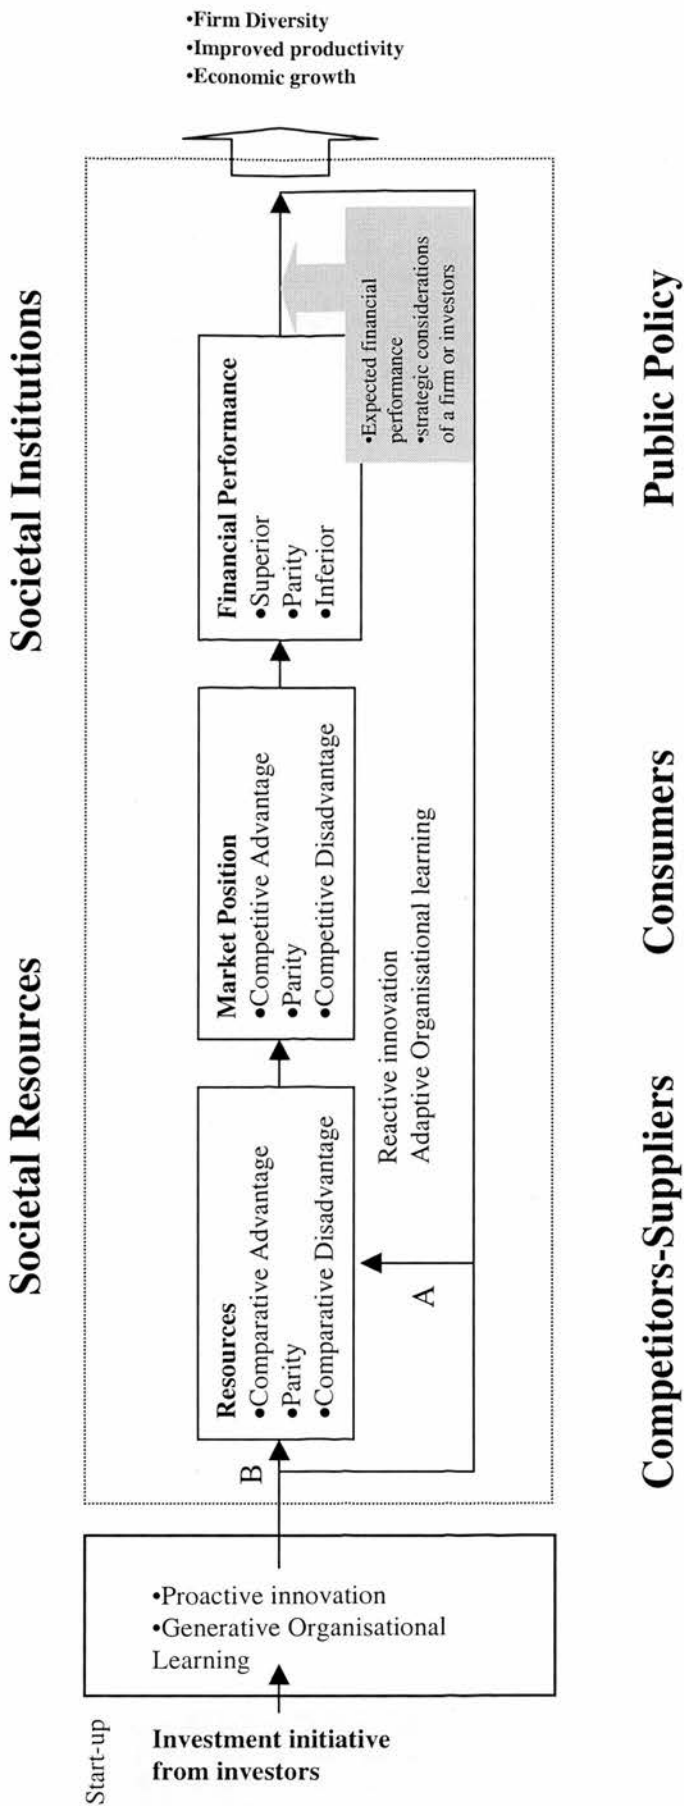 Societal Resources
Societal Institutions
Start-up
Investment initiative
from investors
•Proactive innovation
•Generative Organisational
Learning
B
Resources
•Comparative Advantage
•Parity
•Comparative Disadvantage
A
Market Position
•Competitive Advantage
•Parity
•Competitive Disadvantage
Reactive innovation
Adaptive Organisational learning
Financial Performance
•Superior
•Parity
•Inferior
•Expected financial
performance
•strategic considerations
of a firm or investors
•Firm Diversity
•Improved productivity
•Economic growth
Competitors-Suppliers
Consumers
Public Policy